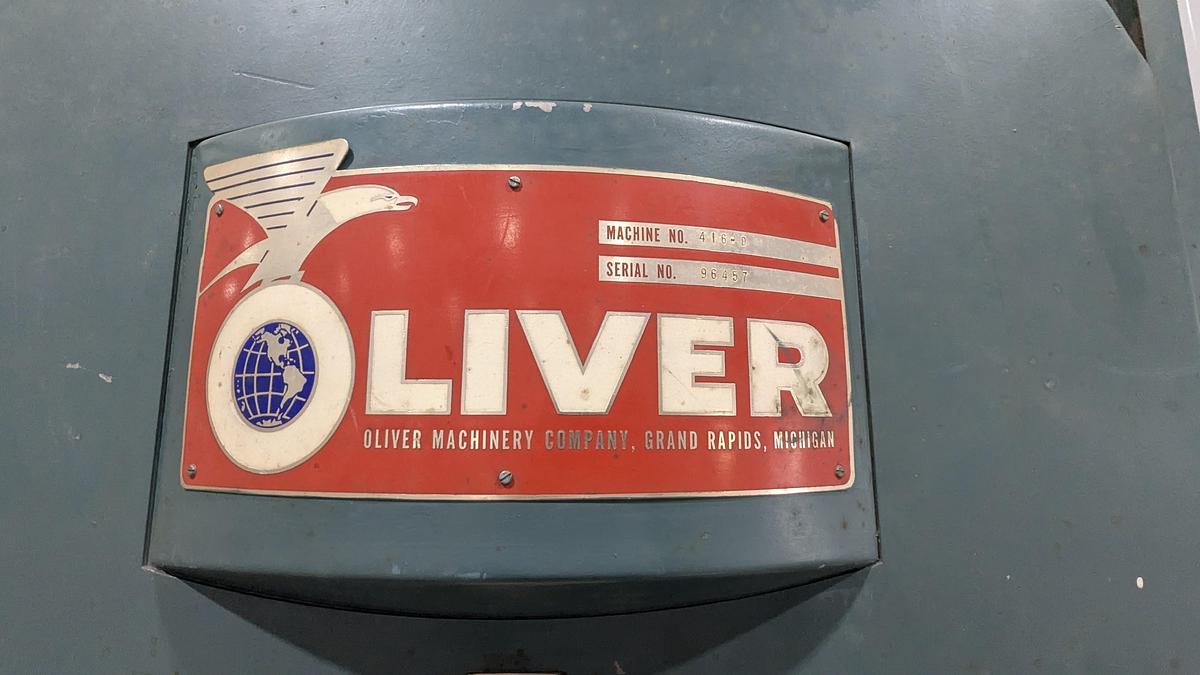 MACHINE NO. 416-D
SERIAL NO. 96457
OLIVER
OLIVER MACHINERY COMPANY, GRAND RAPIDS, MICHIGAN